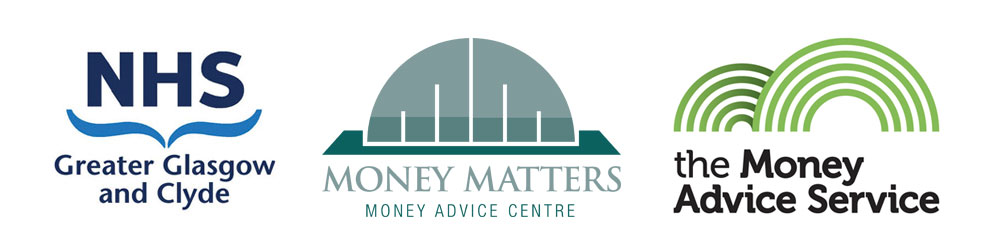 NHS
Greater Glasgow
and Clyde
MONEY MATTERS
MONEY ADVICE CENTRE
the Money
Advice Service